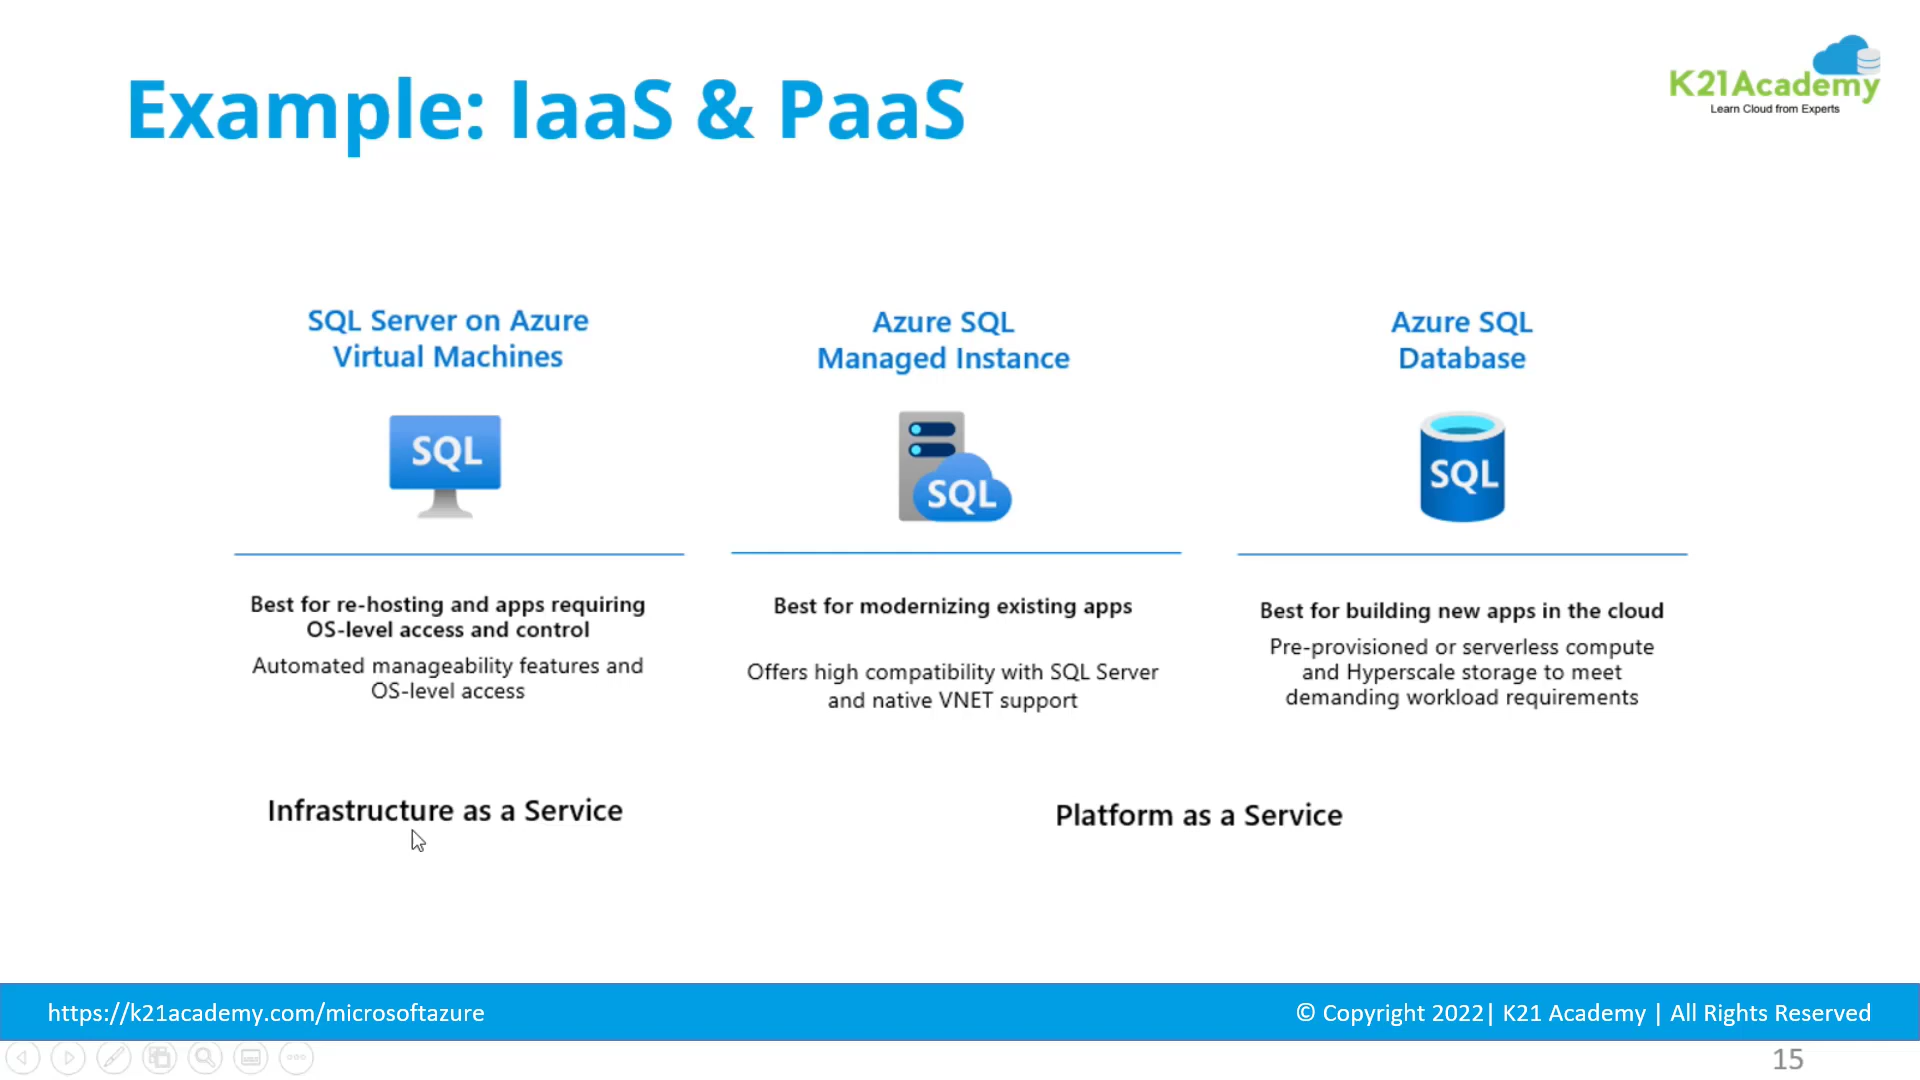 Example: IaaS & PaaS
K21Academy
Learn Cloud from Experts
SQL Server on Azure
Virtual Machines
SQL
Best for re-hosting and apps requiring
OS-level access and control
Automated manageability features and
OS-level access
Infrastructure as a Service
Azure SQL
Managed Instance
SQL
Best for modernizing existing apps
Offers high compatibility with SQL Server
and native VNET support
Azure SQL
Database
SQL
Best for building new apps in the cloud
Pre-provisioned or serverless compute
and Hyperscale storage to meet
demanding workload requirements
Platform as a Service
https://k21academy.com/microsoftazure
© Copyright 2022| K21 Academy | All Rights Reserved
15